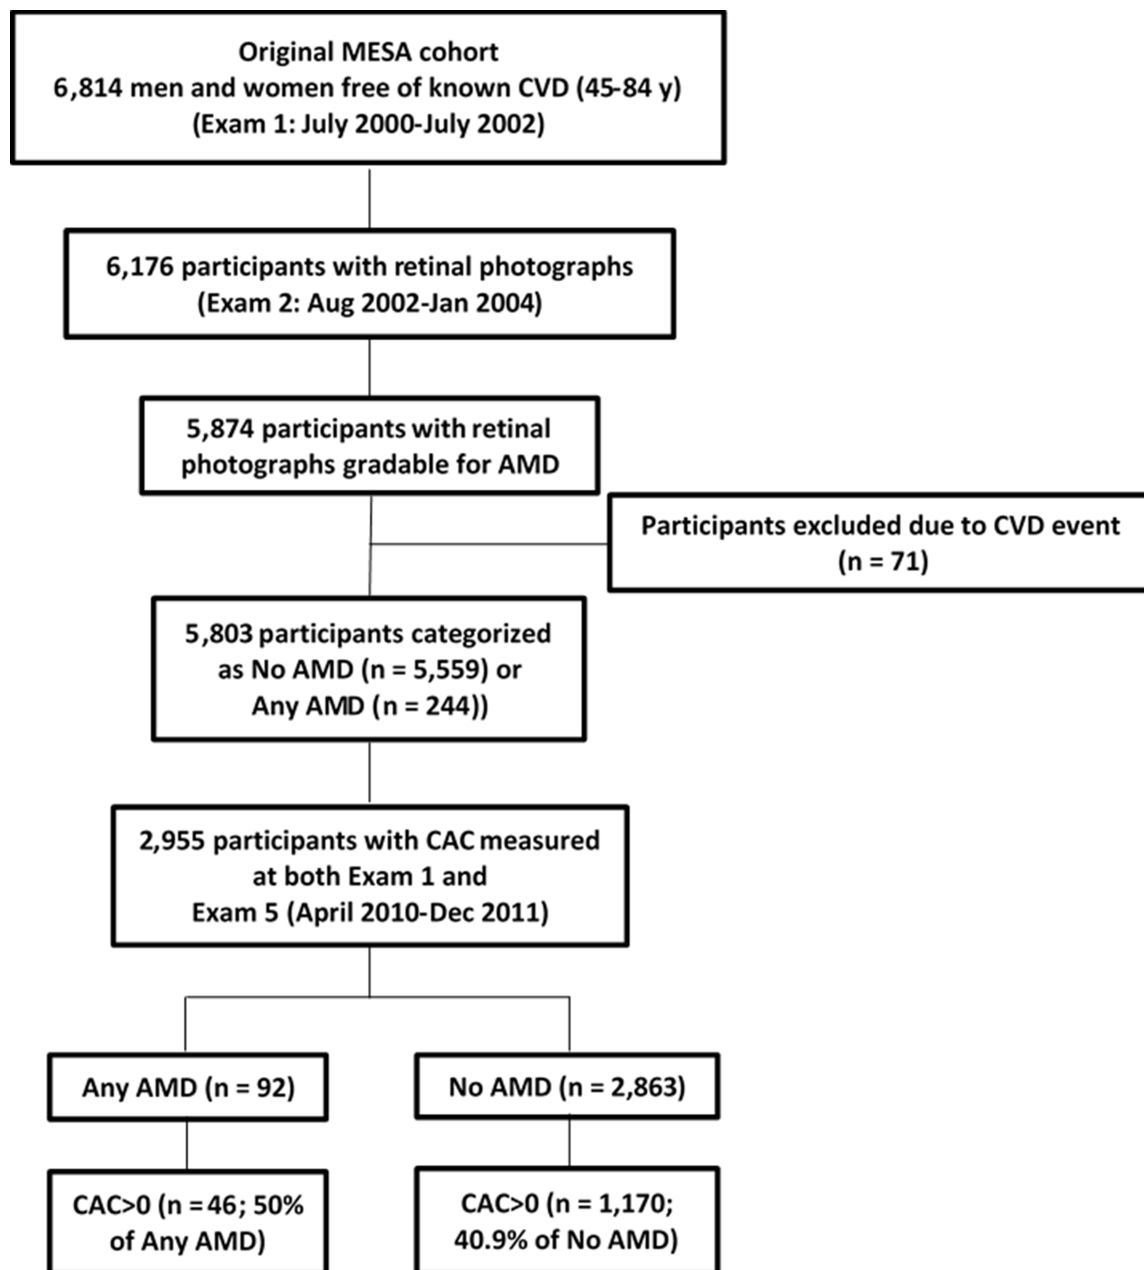 Original MESA cohort
6,814 men and women free of known CVD (45-84 y)
(Exam 1: July 2000-July 2002)
6,176 participants with retinal photographs
(Exam 2: Aug 2002-Jan 2004)
5,874 participants with retinal
photographs gradable for AMD
Participants excluded due to CVD event
(n = 71)
5,803 participants categorized
as No AMD (n = 5,559) or
Any AMD (n = 244))
2,955 participants with CAC measured
at both Exam 1 and
Exam 5 (April 2010-Dec 2011)
Any AMD (n = 92)
No AMD (n = 2,863)
CAC>0 (n = 46; 50%
of Any AMD)
CAC>0 (n = 1,170;
40.9% of No AMD)